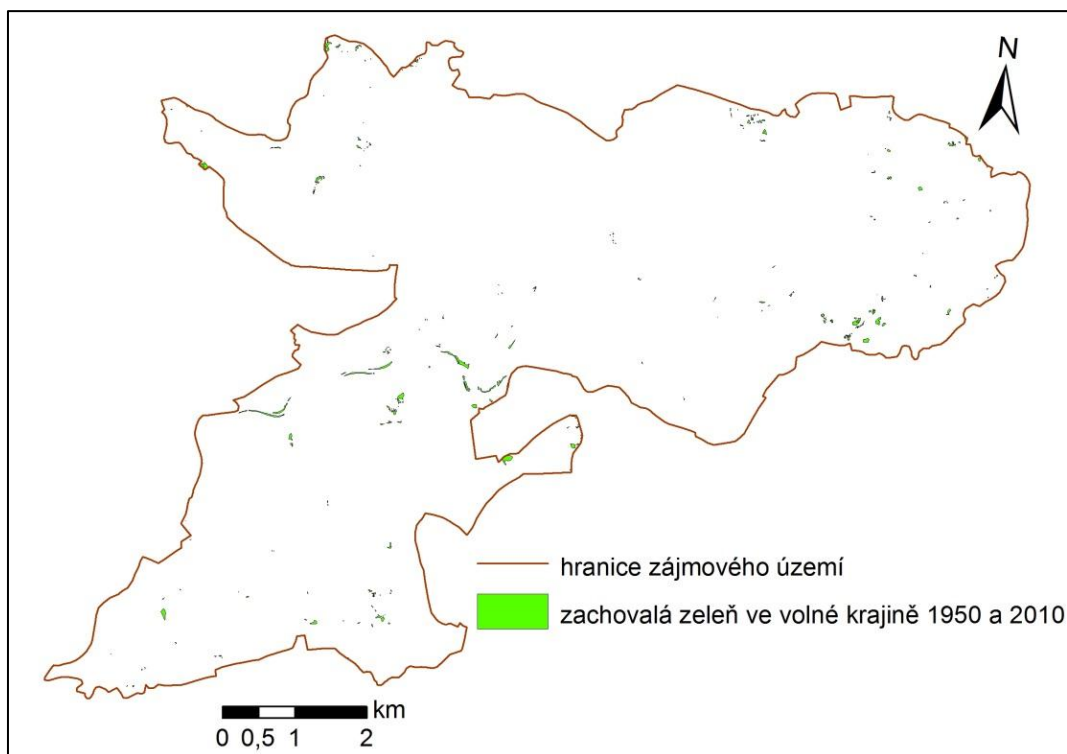 N
hranice zájmového území
zachovalá zeleň ve volné krajině 1950 a 2010
km
0 0,5 1 2